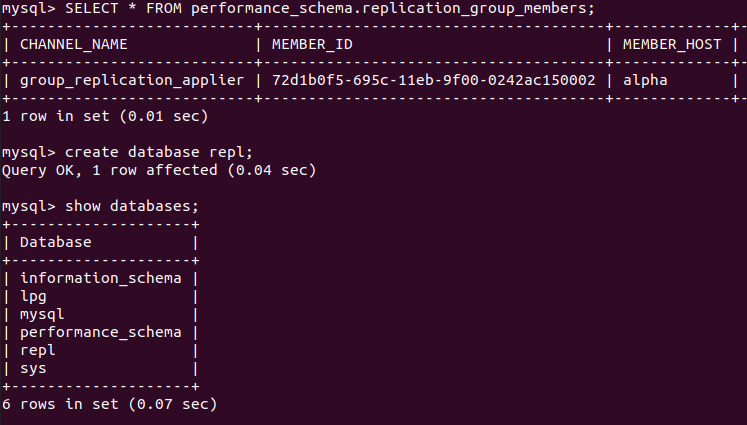 mysql> SELECT * FROM performance_schema.replication_group_members;
+---------------------------+--------------------------------------+-------------+-
| CHANNEL_NAME              | MEMBER_ID                            | MEMBER_HOST |
+---------------------------+--------------------------------------+-------------+-
| group_replication_applier | 72d1b0f5-695c-11eb-9f00-0242ac150002 | alpha       |
+---------------------------+--------------------------------------+-------------+-
1 row in set (0.01 sec)

mysql> create database repl;
Query OK, 1 row affected (0.04 sec)

mysql> show databases;
+--------------------+
| Database           |
+--------------------+
| information_schema |
| lpg                |
| mysql              |
| performance_schema |
| repl               |
| sys                |
+--------------------+
6 rows in set (0.07 sec)